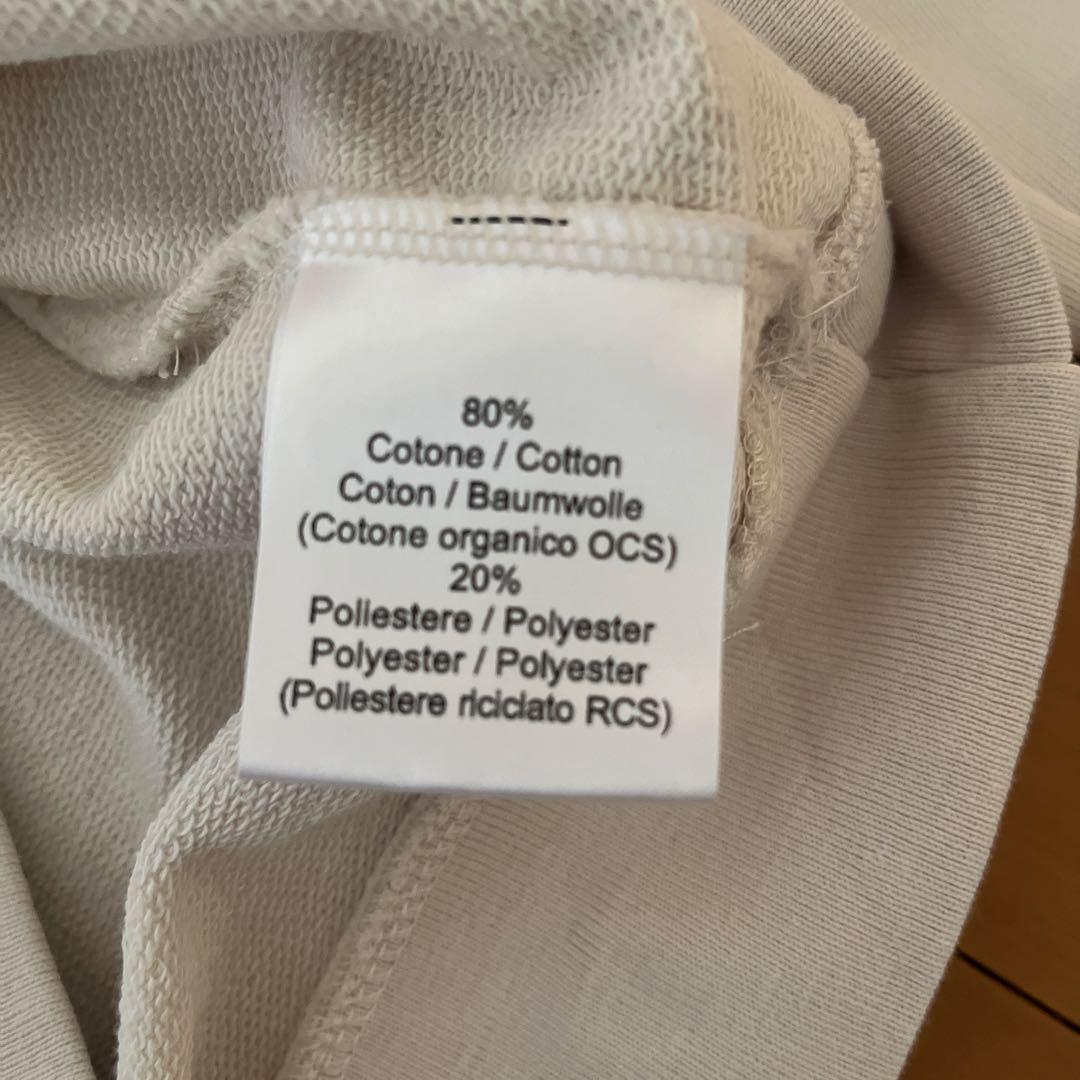 80%
Cotone / Cotton
Coton / Baumwolle
(Cotone organico OCS)
20%
Poliestere / Polyester
Polyester / Polyester
(Poliestere riciclato RCS)